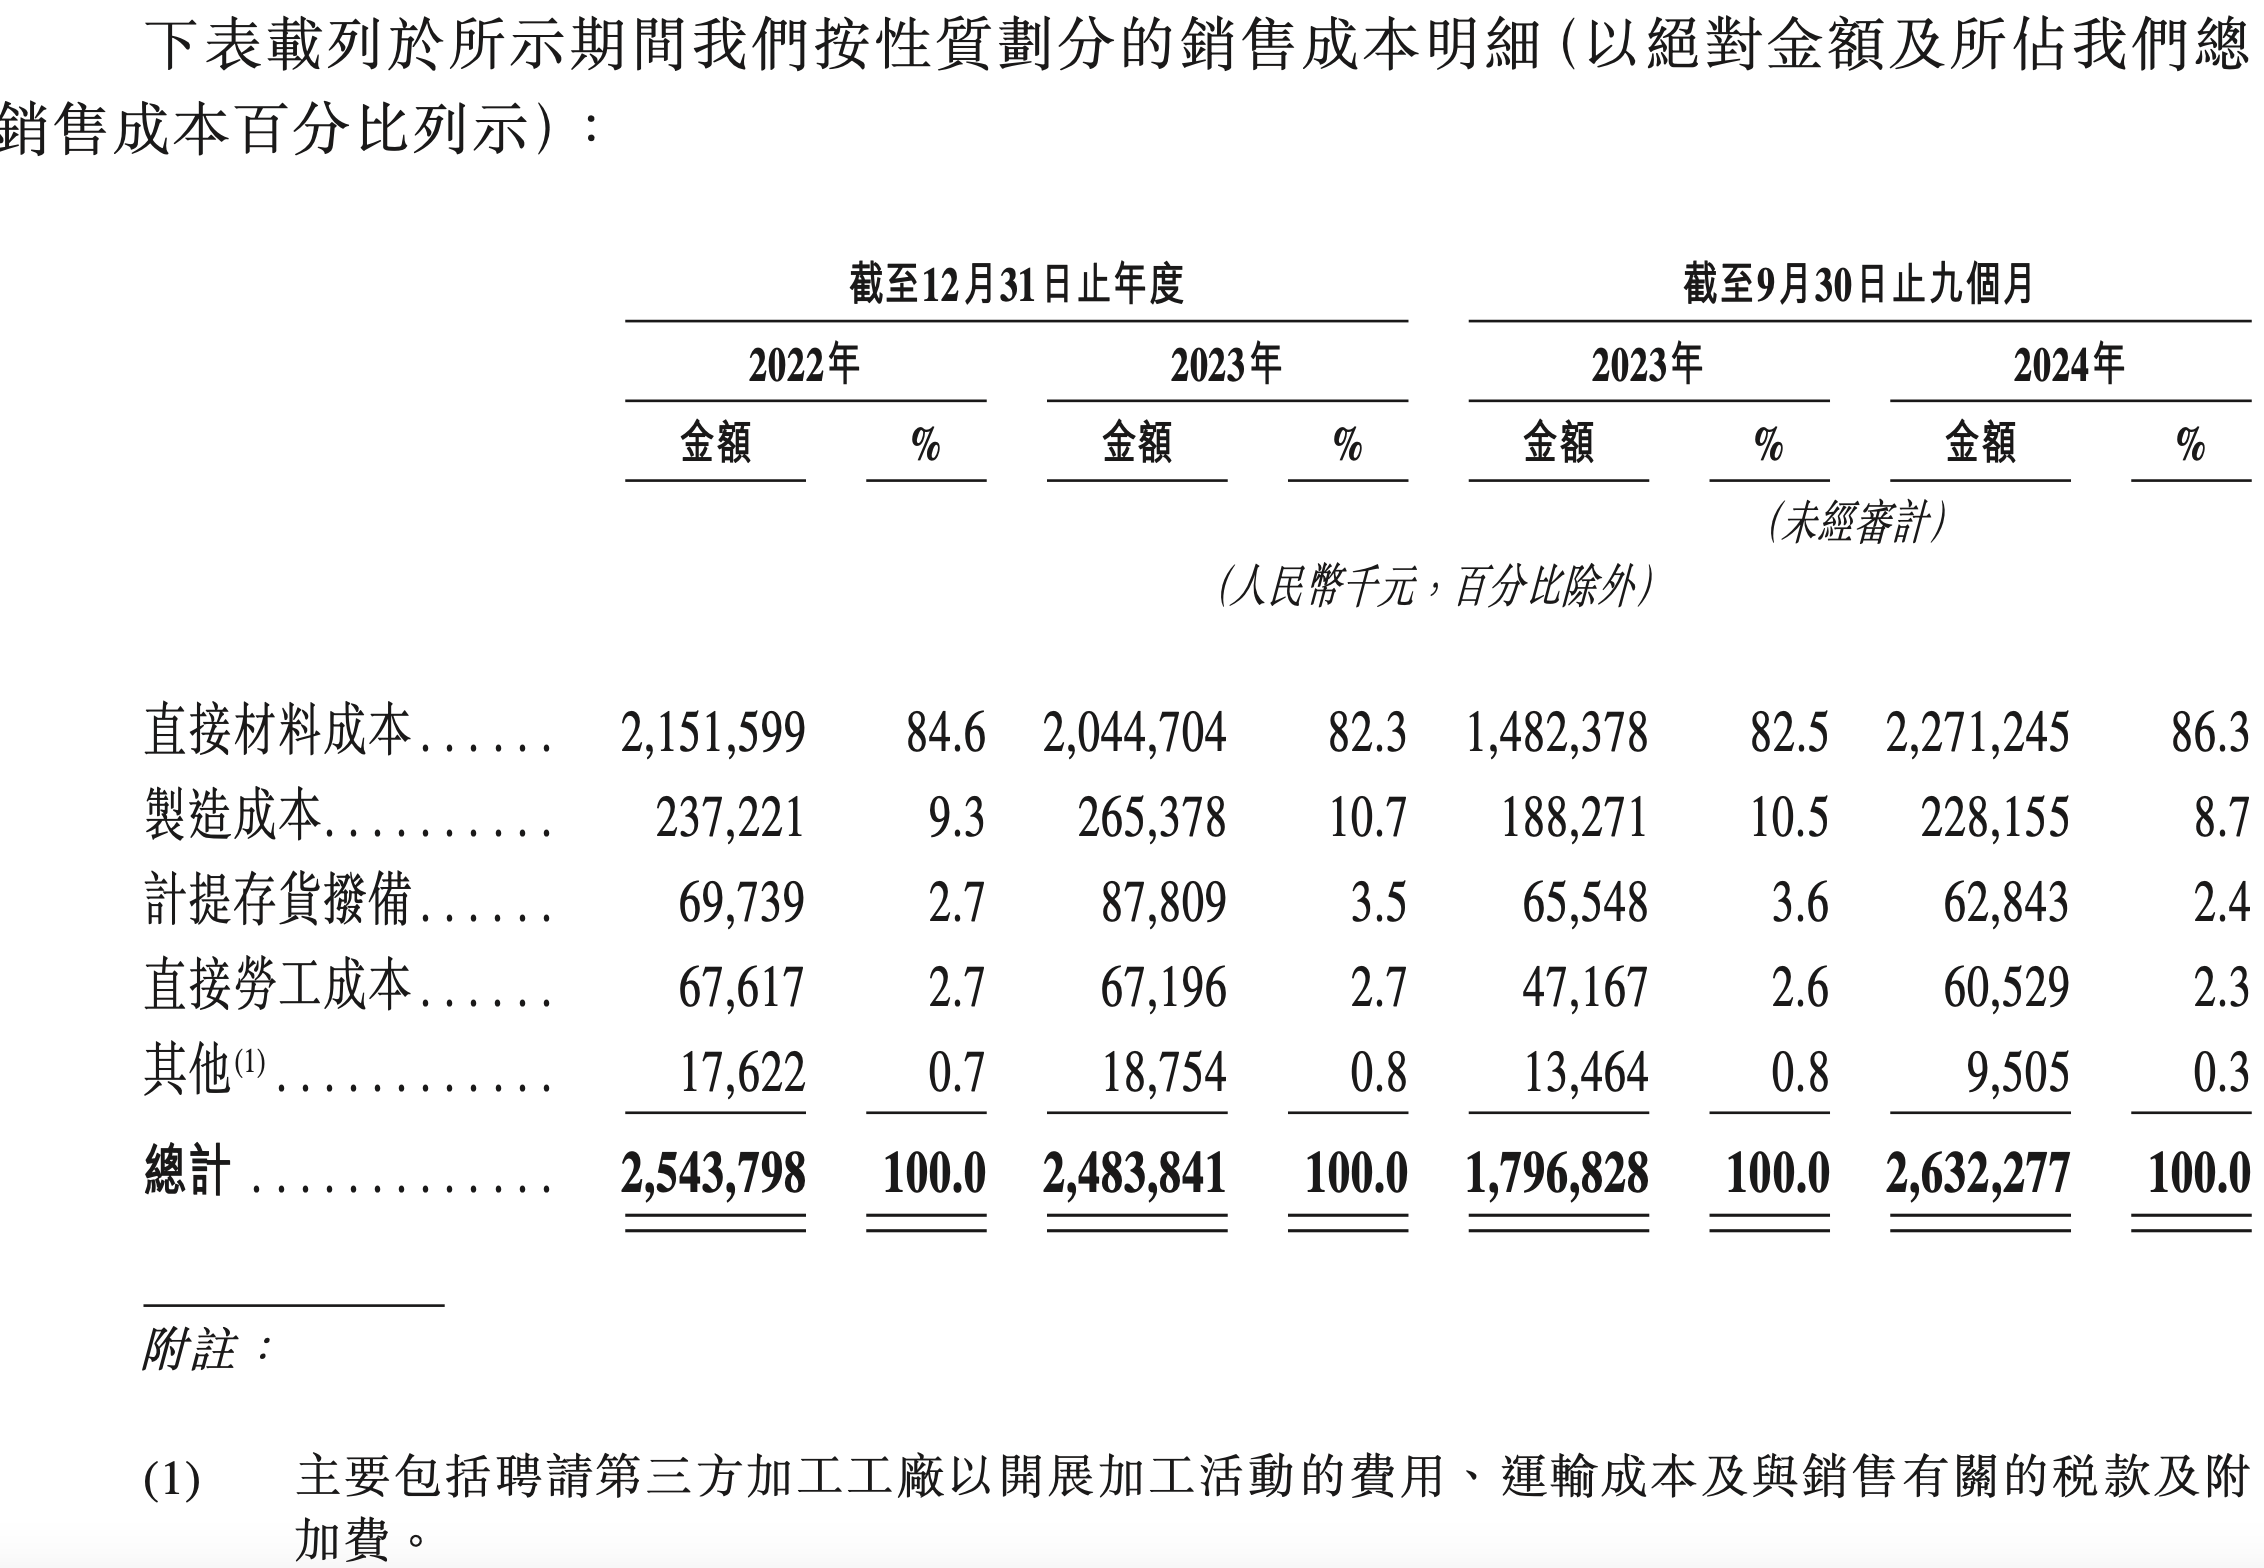 下表載列於所示期間我們按性質劃分的銷售成本明細(以絕對金額及所佔我們總
銷售成本百分比列示)：
截至12月31日止年度 截至9月30日止九個月
2022年 2023年 2023年 2024年
金額 % 金額 % 金額 % 金額 %
(未經審計)
(人民幣千元，百分比除外)
直接材料成本...... 2,151,599 84.6 2,044,704 82.3 1,482,378 82.5 2,271,245 86.3
製造成本.......... 237,221 9.3 265,378 10.7 188,271 10.5 228,155 8.7
計提存貨撥備...... 69,739 2.7 87,809 3.5 65,548 3.6 62,843 2.4
直接勞工成本...... 67,617 2.7 67,196 2.7 47,167 2.6 60,529 2.3
其他(1)............ 17,622 0.7 18,754 0.8 13,464 0.8 9,505 0.3
總計............. 2,543,798 100.0 2,483,841 100.0 1,796,828 100.0 2,632,277 100.0
附註：
(1) 主要包括聘請第三方加工工廠以開展加工活動的費用、運輸成本及與銷售有關的稅款及附
加費。